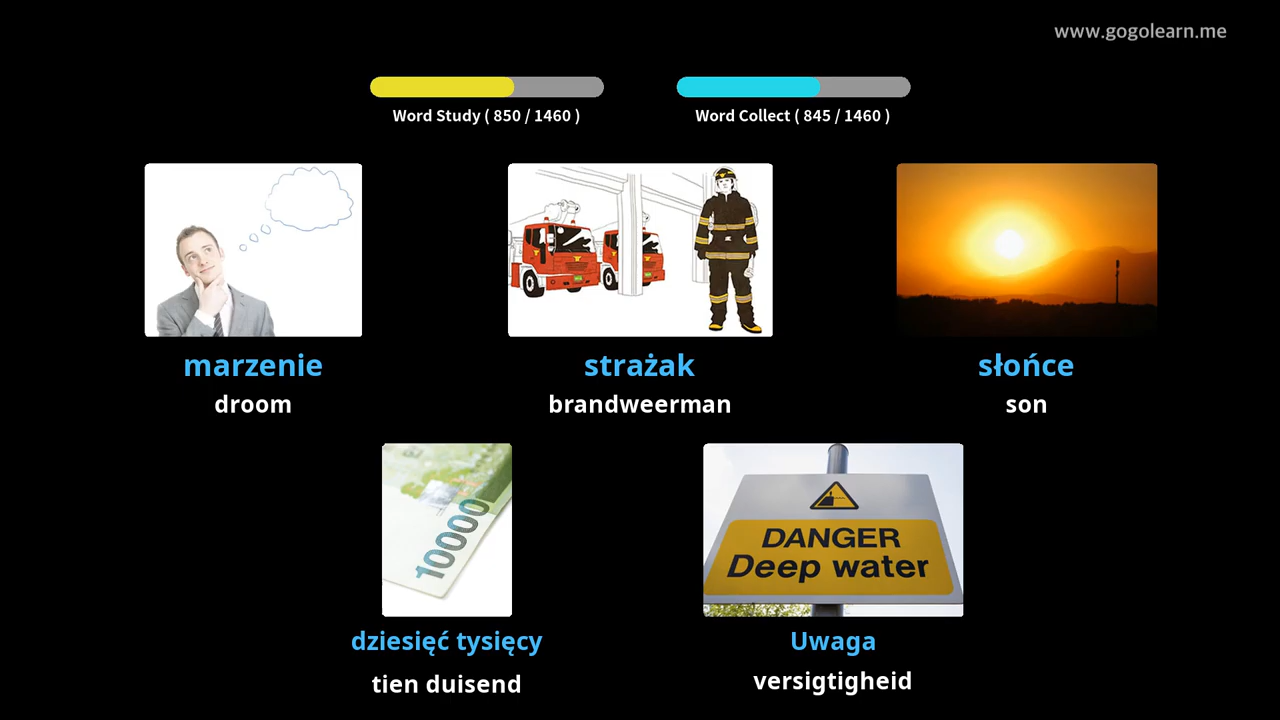 www.gogolearn.me
Word Study ( 850 / 1460 )
Word Collect ( 845 / 1460 )
marzenie
droom
strażak
brandweerman
słońce
son
10000
dziesięć tysięcy
tien duisend
DANGER
Deep water
Uwaga
versigtigheid